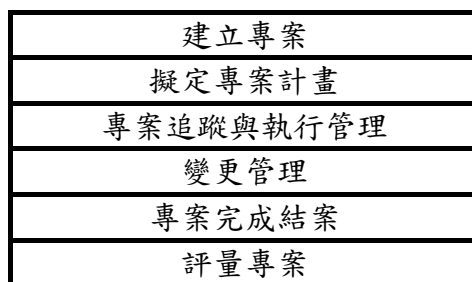 建立專案
擬定專案計畫
專案追蹤與執行管理
變更管理
專案完成結案
評量專案